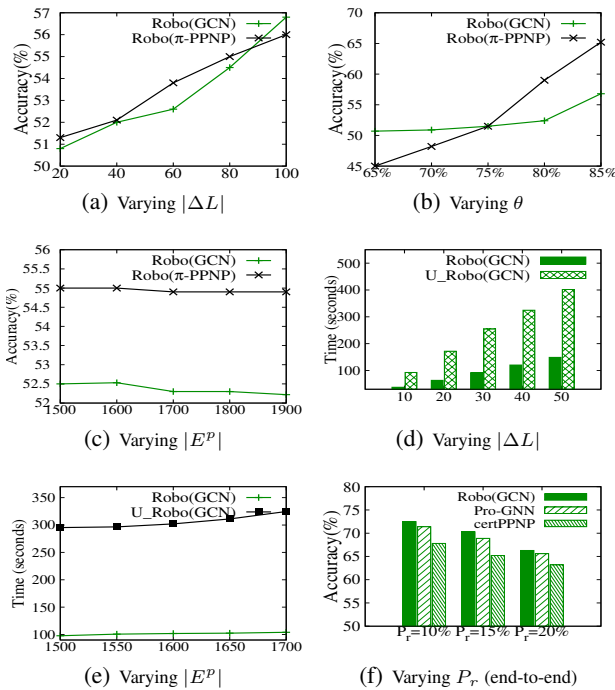 57
56
55
54
53
52
51
50
Accuracy(%)
Robo(GCN)
Robo(π-PPNP)
20 40 60 80 100
(a) Varying |ΔL|
70
65
60
55
50
45
Accuracy(%)
Robo(GCN)
Robo(π-PPNP)
65% 70% 75% 80% 85%
(b) Varying θ
56
55.5
55
54.5
54
53.5
53
52.5
52
Accuracy(%)
Robo(GCN)
Robo(π-PPNP)
1500 1600 1700 1800 1900
(c) Varying |E^p|
500
400
300
200
100
Time (seconds)
Robo(GCN)
U_Robo(GCN)
10 20 30 40 50
(d) Varying |ΔL|
350
300
250
200
150
100
Time (seconds)
Robo(GCN)
U_Robo(GCN)
1500 1550 1600 1650 1700
(e) Varying |E^p|
80
75
70
65
60
55
50
Accuracy(%)
Robo(GCN)
Pro-GNN
certPPNP
P_r=10% P_r=15% P_r=20%
(f) Varying P_r (end-to-end)